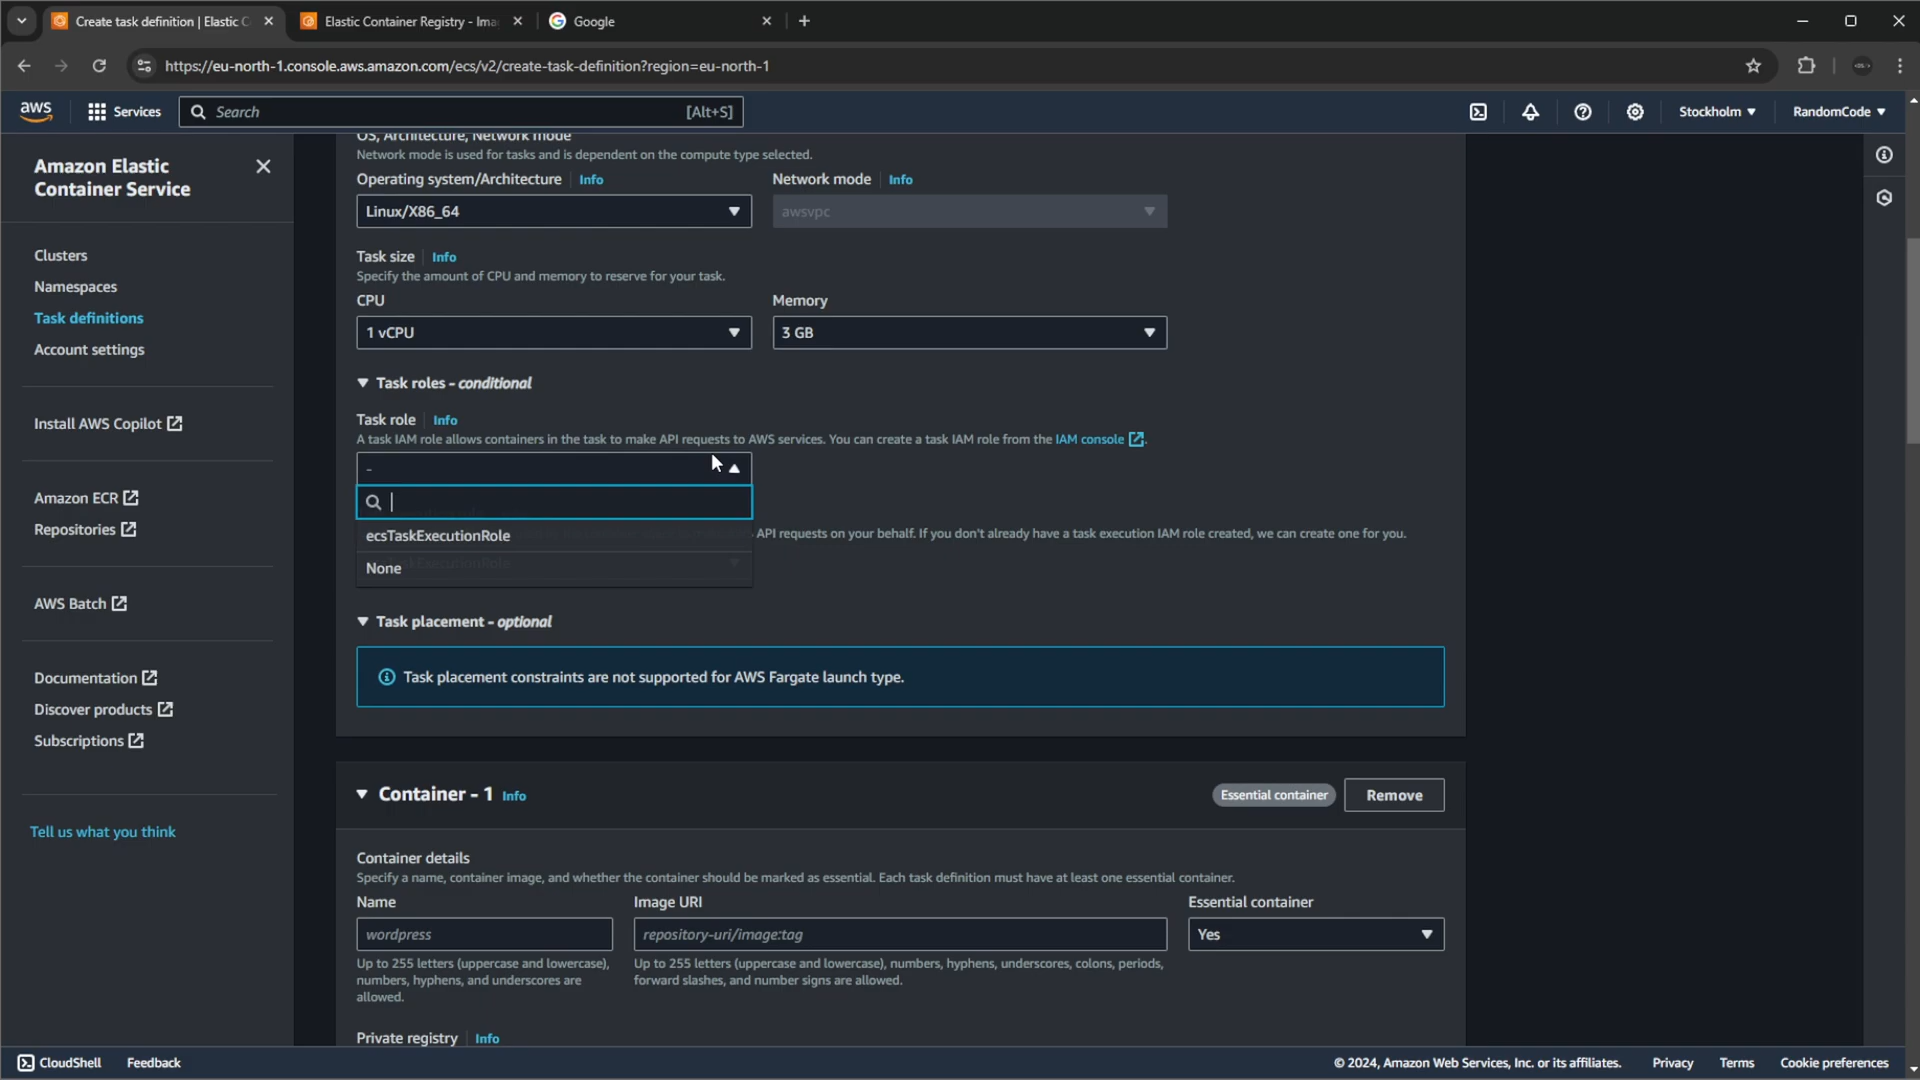 Create task definition | Elastic C
Elastic Container Registry - Ima
Google
https://eu-north-1.console.aws.amazon.com/ecs/v2/create-task-definition?region=eu-north-1
aws
Services
Search
[Alt+S]
Stockholm
RandomCode
Amazon Elastic
Container Service
Clusters
Namespaces
Task definitions
Account settings
Install AWS Copilot
Amazon ECR
Repositories
AWS Batch
Documentation
Discover products
Subscriptions
Tell us what you think
OS, Architecture, Network mode
Network mode is used for tasks and is dependent on the compute type selected.
Operating system/Architecture Info
Network mode Info
Linux/X86_64
awsvpc
Task size Info
Specify the amount of CPU and memory to reserve for your task.
CPU
Memory
1 vCPU
3 GB
Task roles - conditional
Task role Info
A task IAM role allows containers in the task to make API requests to AWS services. You can create a task IAM role from the IAM console.
-
ecsTaskExecutionRole
API requests on your behalf. If you don't already have a task execution IAM role created, we can create one for you.
None
Task placement - optional
Task placement constraints are not supported for AWS Fargate launch type.
Container - 1 Info
Essential container
Remove
Container details
Specify a name, container image, and whether the container should be marked as essential. Each task definition must have at least one essential container.
Name
Image URI
Essential container
wordpress
repository-uri/image:tag
Yes
Up to 255 letters (uppercase and lowercase),
numbers, hyphens, and underscores are
allowed.
Up to 255 letters (uppercase and lowercase), numbers, hyphens, underscores, colons, periods,
forward slashes, and number signs are allowed.
Private registry Info
CloudShell
Feedback
© 2024, Amazon Web Services, Inc. or its affiliates.
Privacy
Terms
Cookie preferences